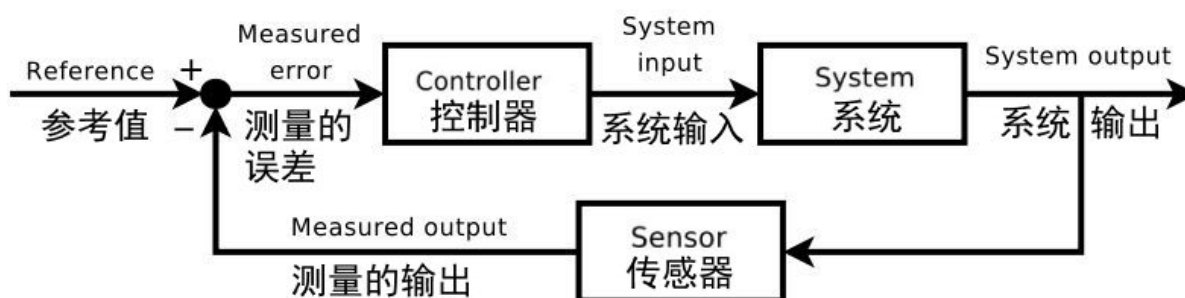 Reference
参考值
+
−
Measured
error
测量的
误差
Controller
控制器
System
input
系统输入
System
系统
System output
系统输出
Sensor
传感器
Measured output
测量的输出